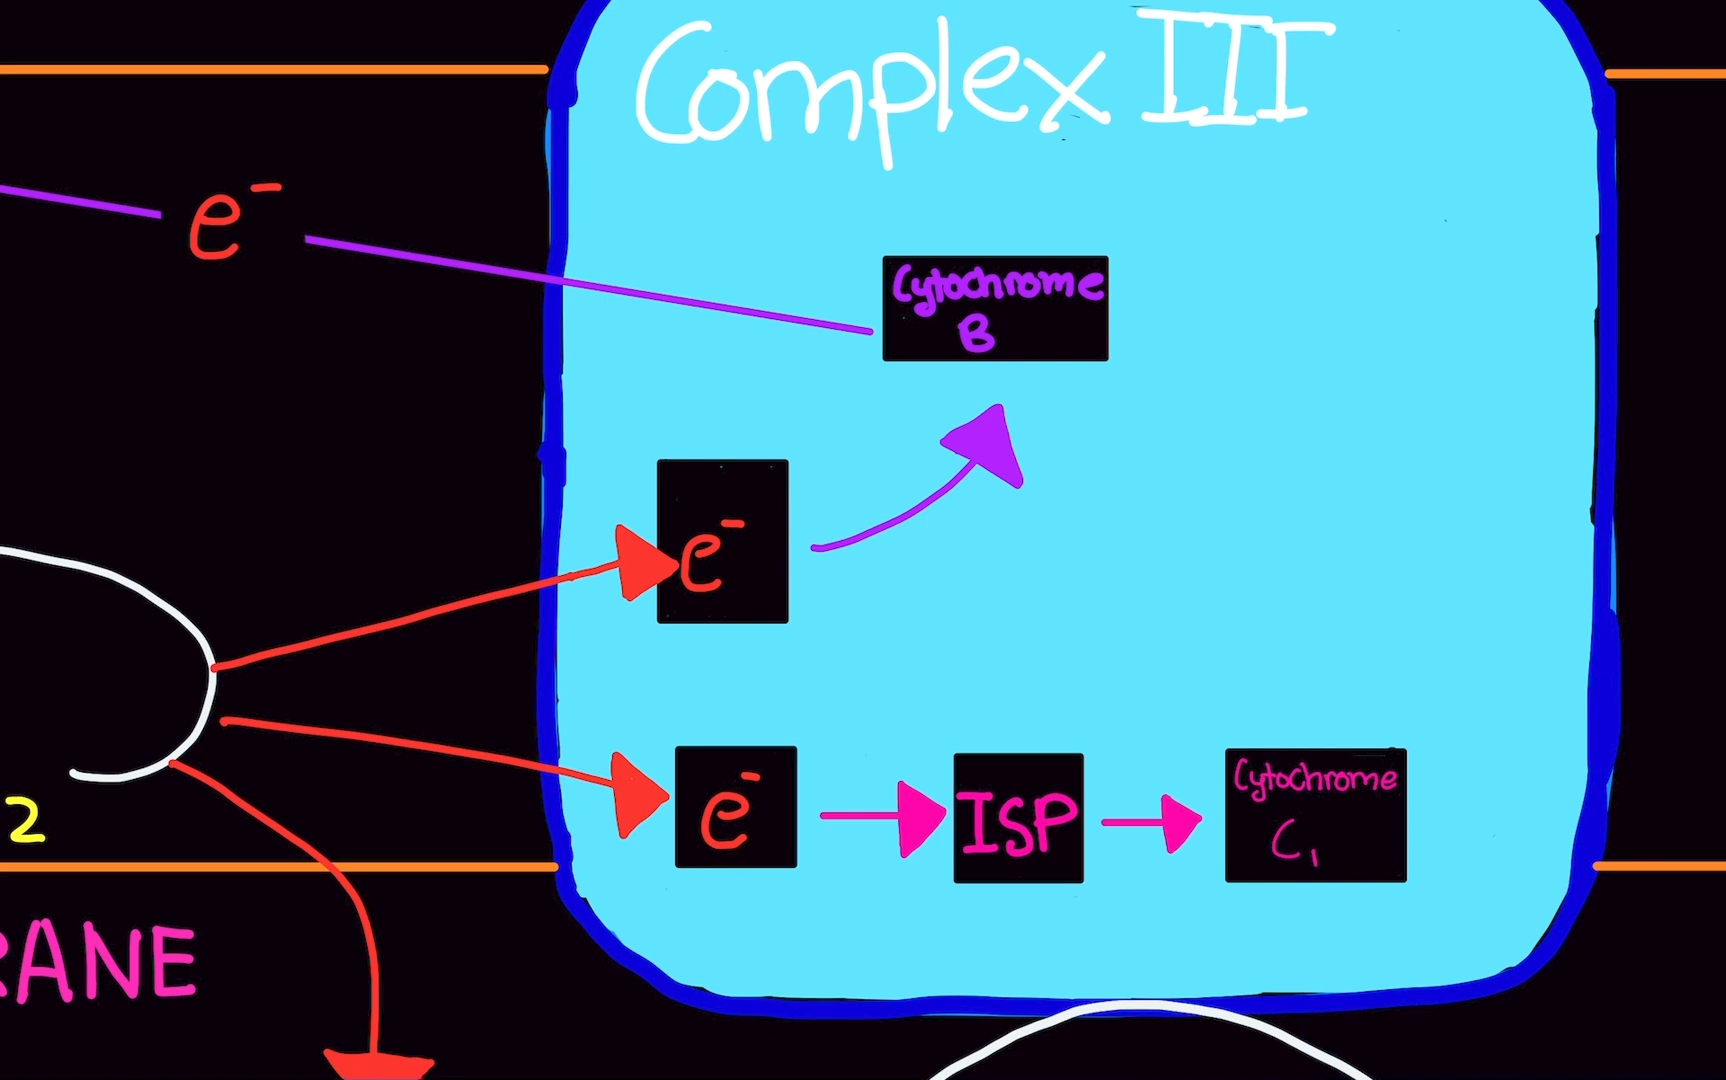 Complex III
e⁻
Cytochrome
B
e⁻
e⁻
ISP
Cytochrome
C₁
2
RANE